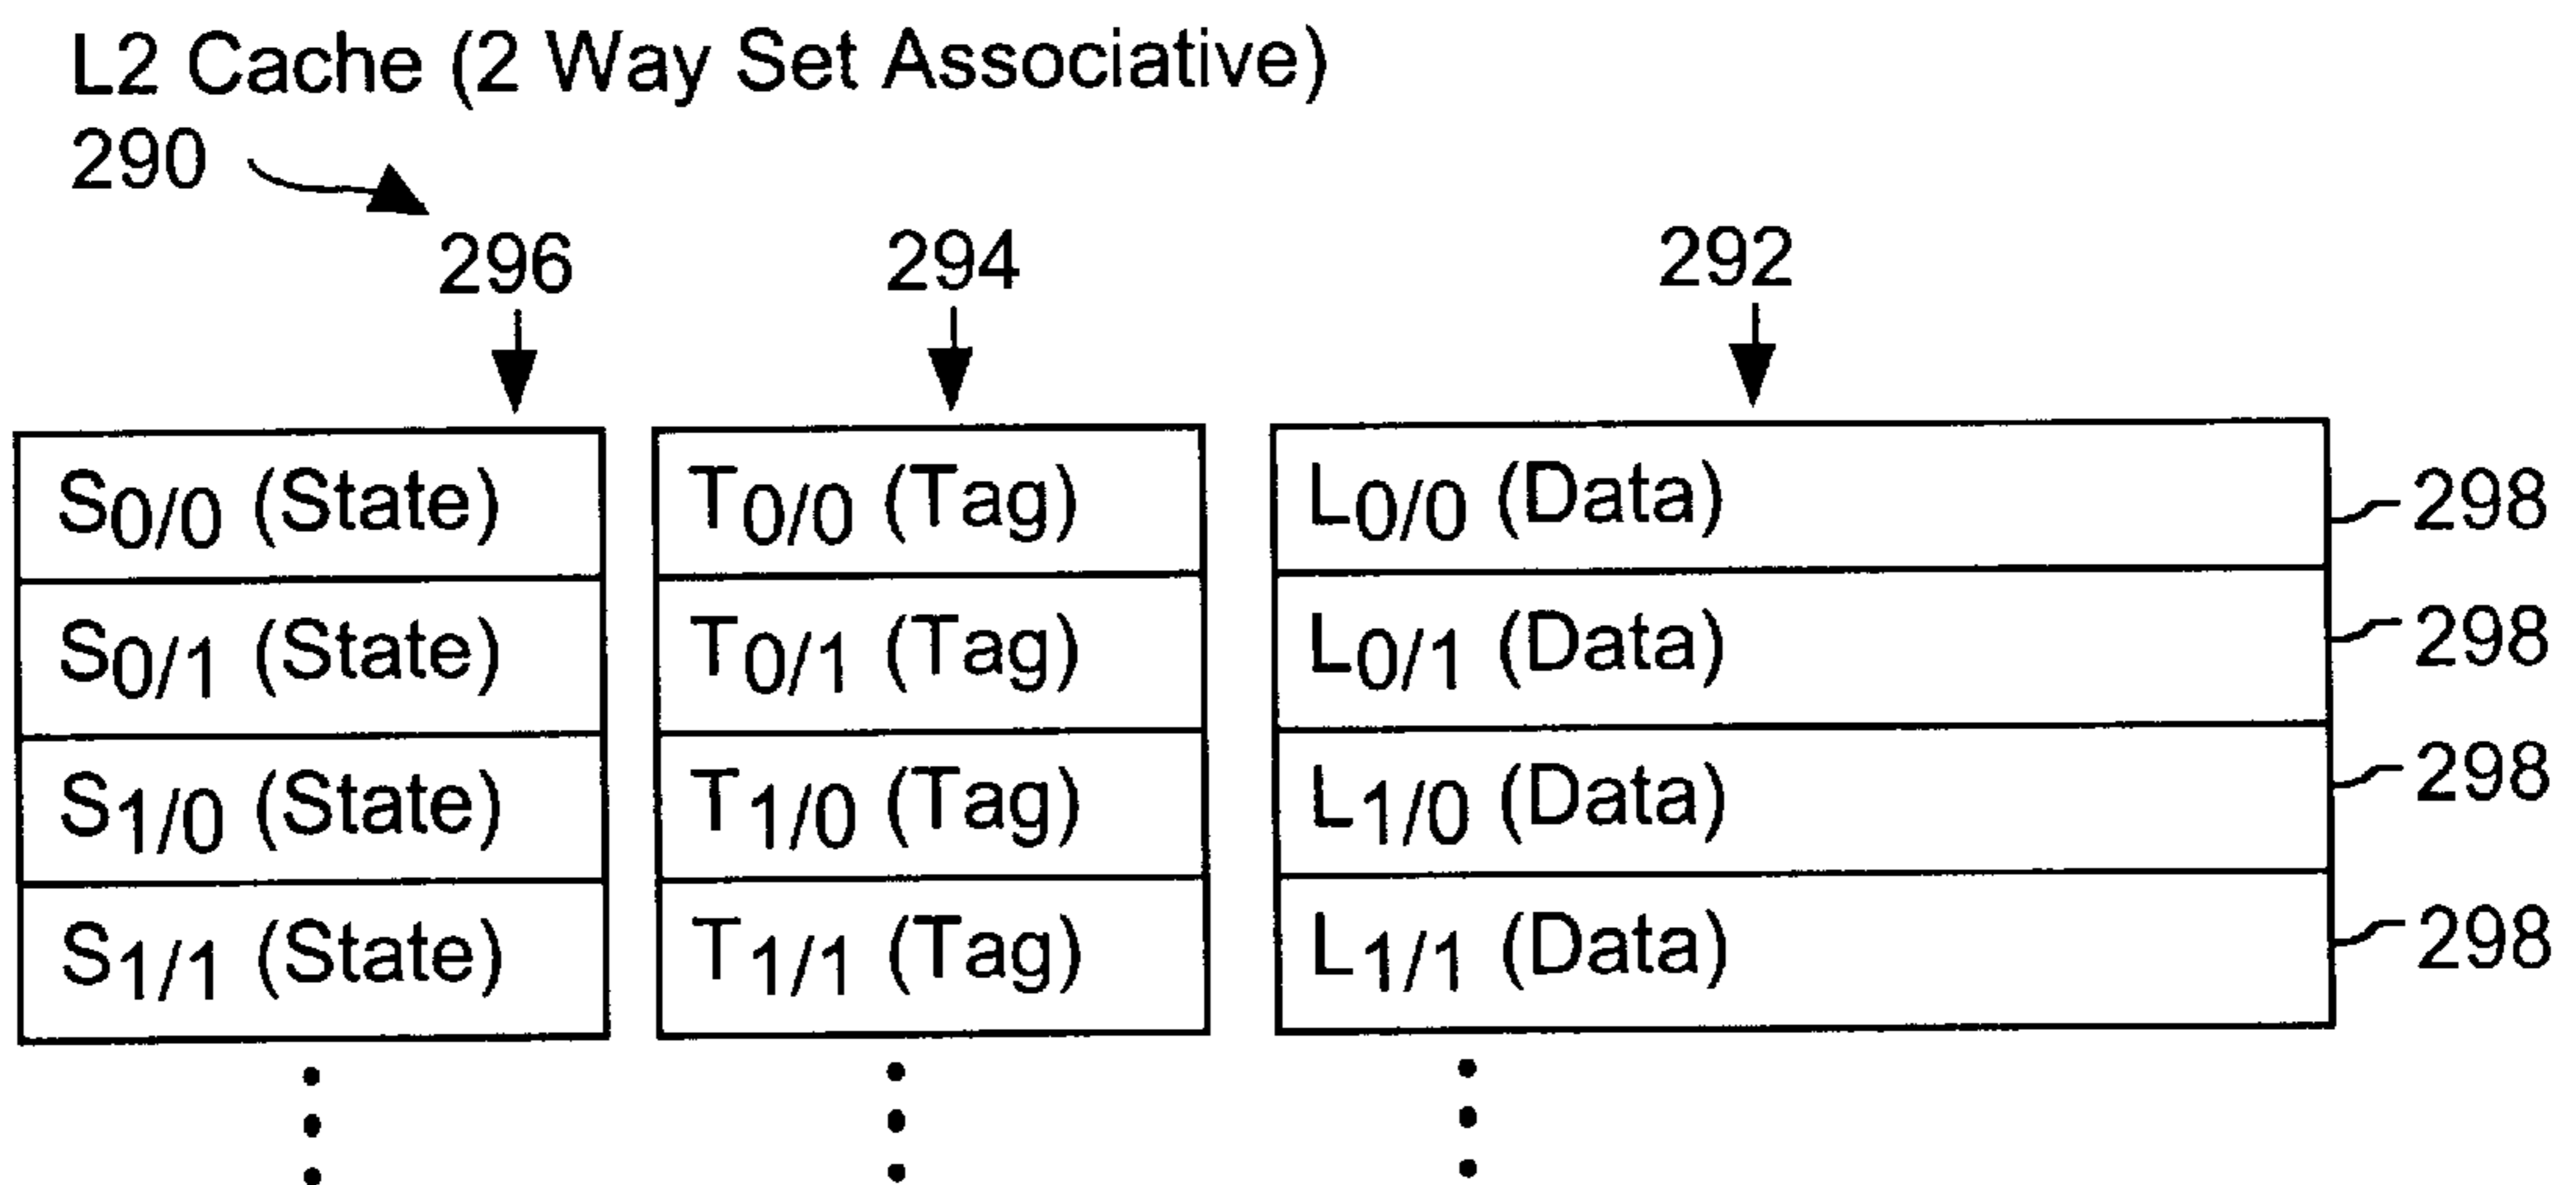 L2 Cache (2 Way Set Associative)
290
296 294 292
S0/0 (State) T0/0 (Tag) L0/0 (Data) 298
S0/1 (State) T0/1 (Tag) L0/1 (Data) 298
S1/0 (State) T1/0 (Tag) L1/0 (Data) 298
S1/1 (State) T1/1 (Tag) L1/1 (Data) 298